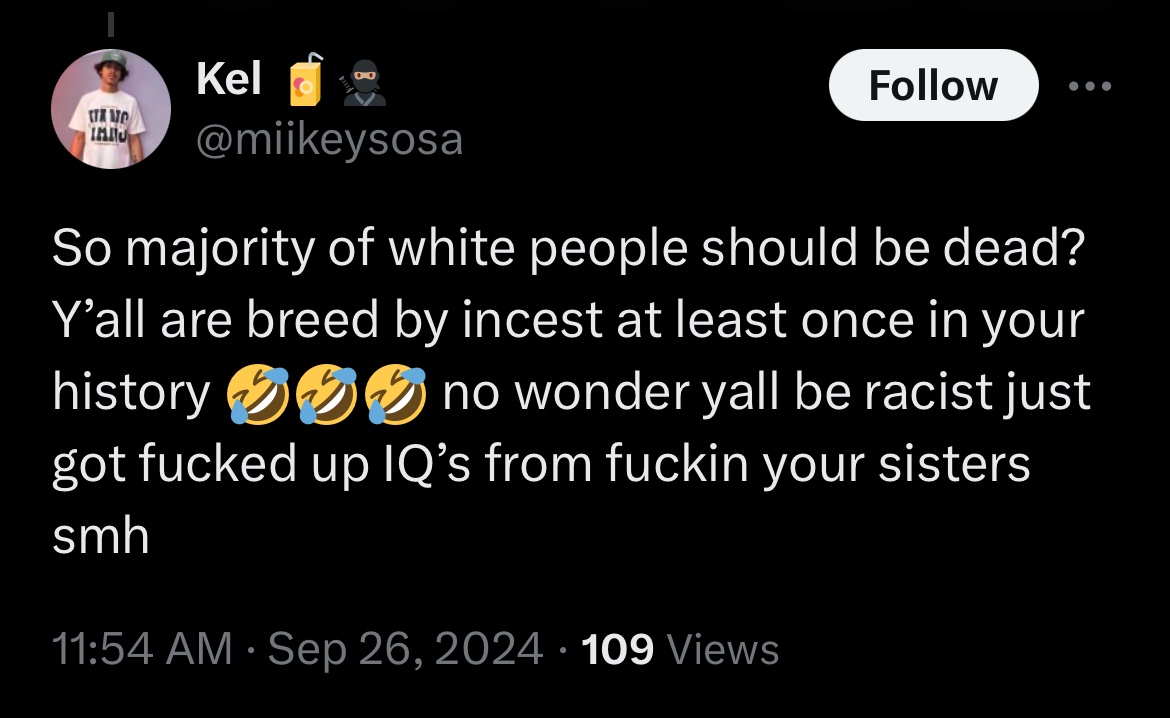 Kel 🧃🥷
@miikeysosa
Follow
So majority of white people should be dead?
Y’all are breed by incest at least once in your
history 🤣🤣🤣 no wonder yall be racist just
got fucked up IQ’s from fuckin your sisters
smh
11:54 AM · Sep 26, 2024 · 109 Views